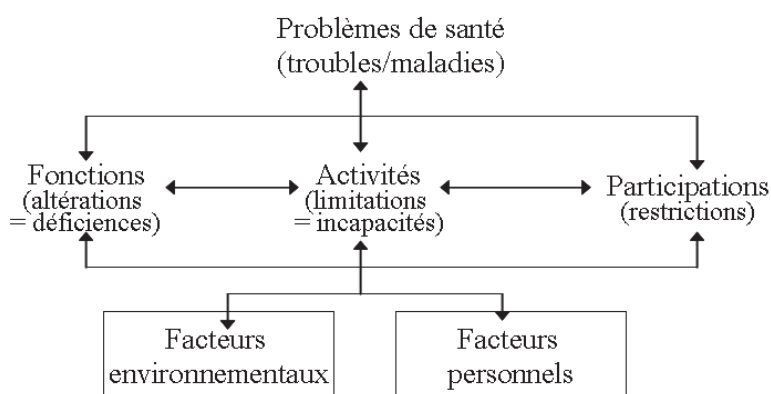 Problèmes de santé
(troubles/maladies)
Fonctions
(altérations
= déficiences)
Activités
(limitations
= incapacités)
Participations
(restrictions)
Facteurs
environnementaux
Facteurs
personnels